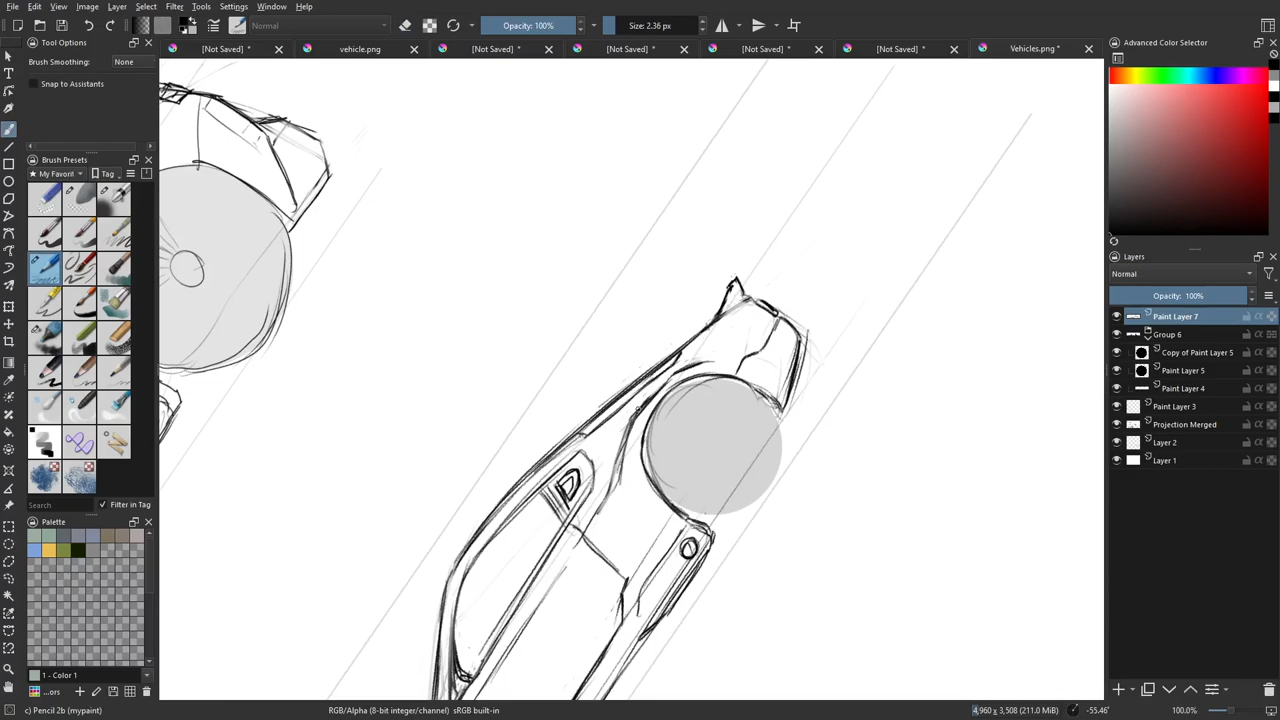 File Edit View Image Layer Select Filter Tools Settings Window Help
Normal Opacity: 100% Size: 2.36 px
Tool Options [Not Saved] * vehicle.png [Not Saved] * [Not Saved] * [Not Saved] * [Not Saved] * Vehicles.png * Advanced Color Selector
Brush Smoothing: None
Snap to Assistants
Brush Presets
My Favorit Tag
Search Filter in Tag
Palette
1 - Color 1
...ors
Layers
Normal
Opacity: 100%
Paint Layer 7
Group 6
Copy of Paint Layer 5
Paint Layer 5
Paint Layer 4
Paint Layer 3
Projection Merged
Layer 2
Layer 1
c) Pencil 2b (mypaint) RGB/Alpha (8-bit integer/channel) sRGB built-in 4,960 x 3,508 (211.0 MiB) -55.46° 100.0%